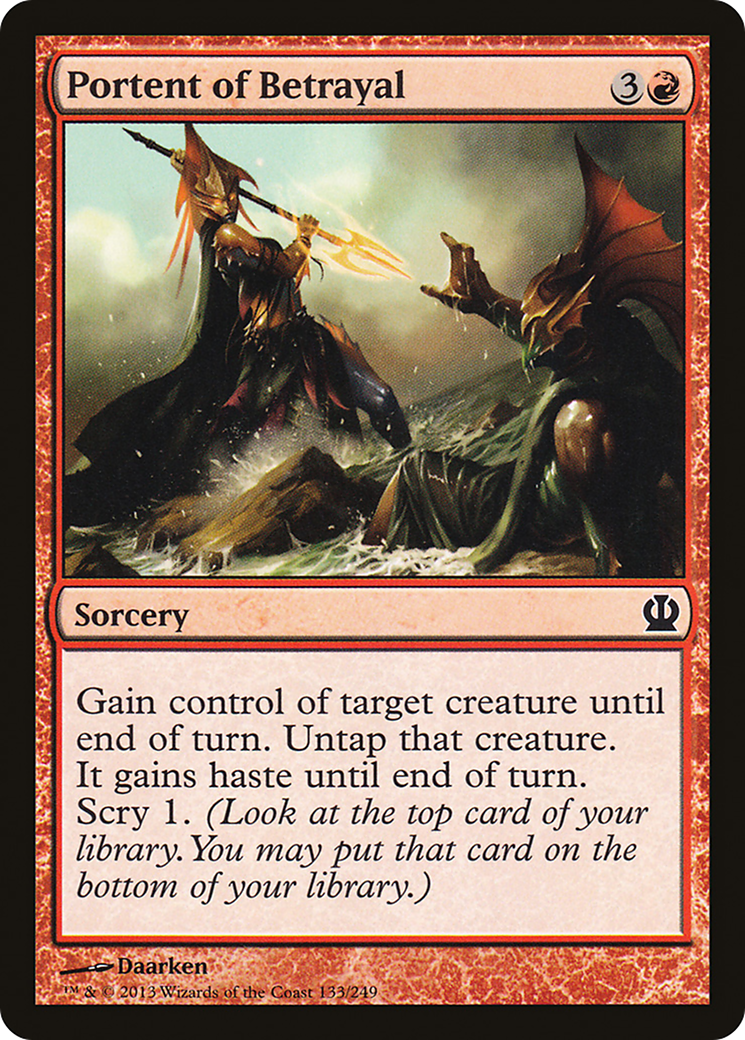 Portent of Betrayal
3
Sorcery
Gain control of target creature until
end of turn. Untap that creature.
It gains haste until end of turn.
Scry 1. (Look at the top card of your
library. You may put that card on the
bottom of your library.)
Daarken
™ & © 2013 Wizards of the Coast 133/249